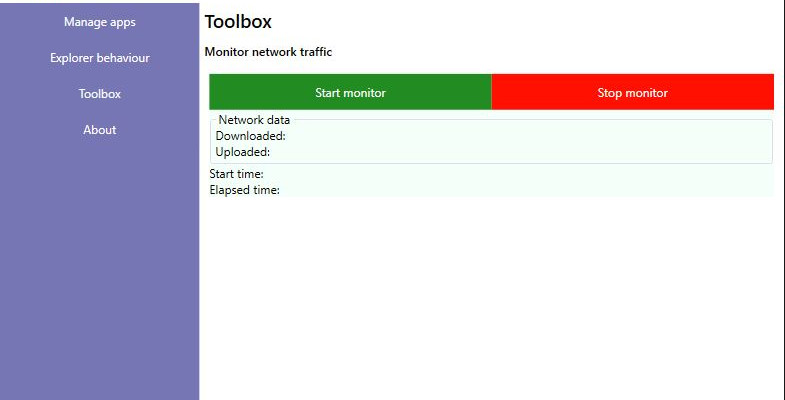 Manage apps
Explorer behaviour
Toolbox
About
Toolbox
Monitor network traffic
Start monitor
Stop monitor
Network data
Downloaded:
Uploaded:
Start time:
Elapsed time: